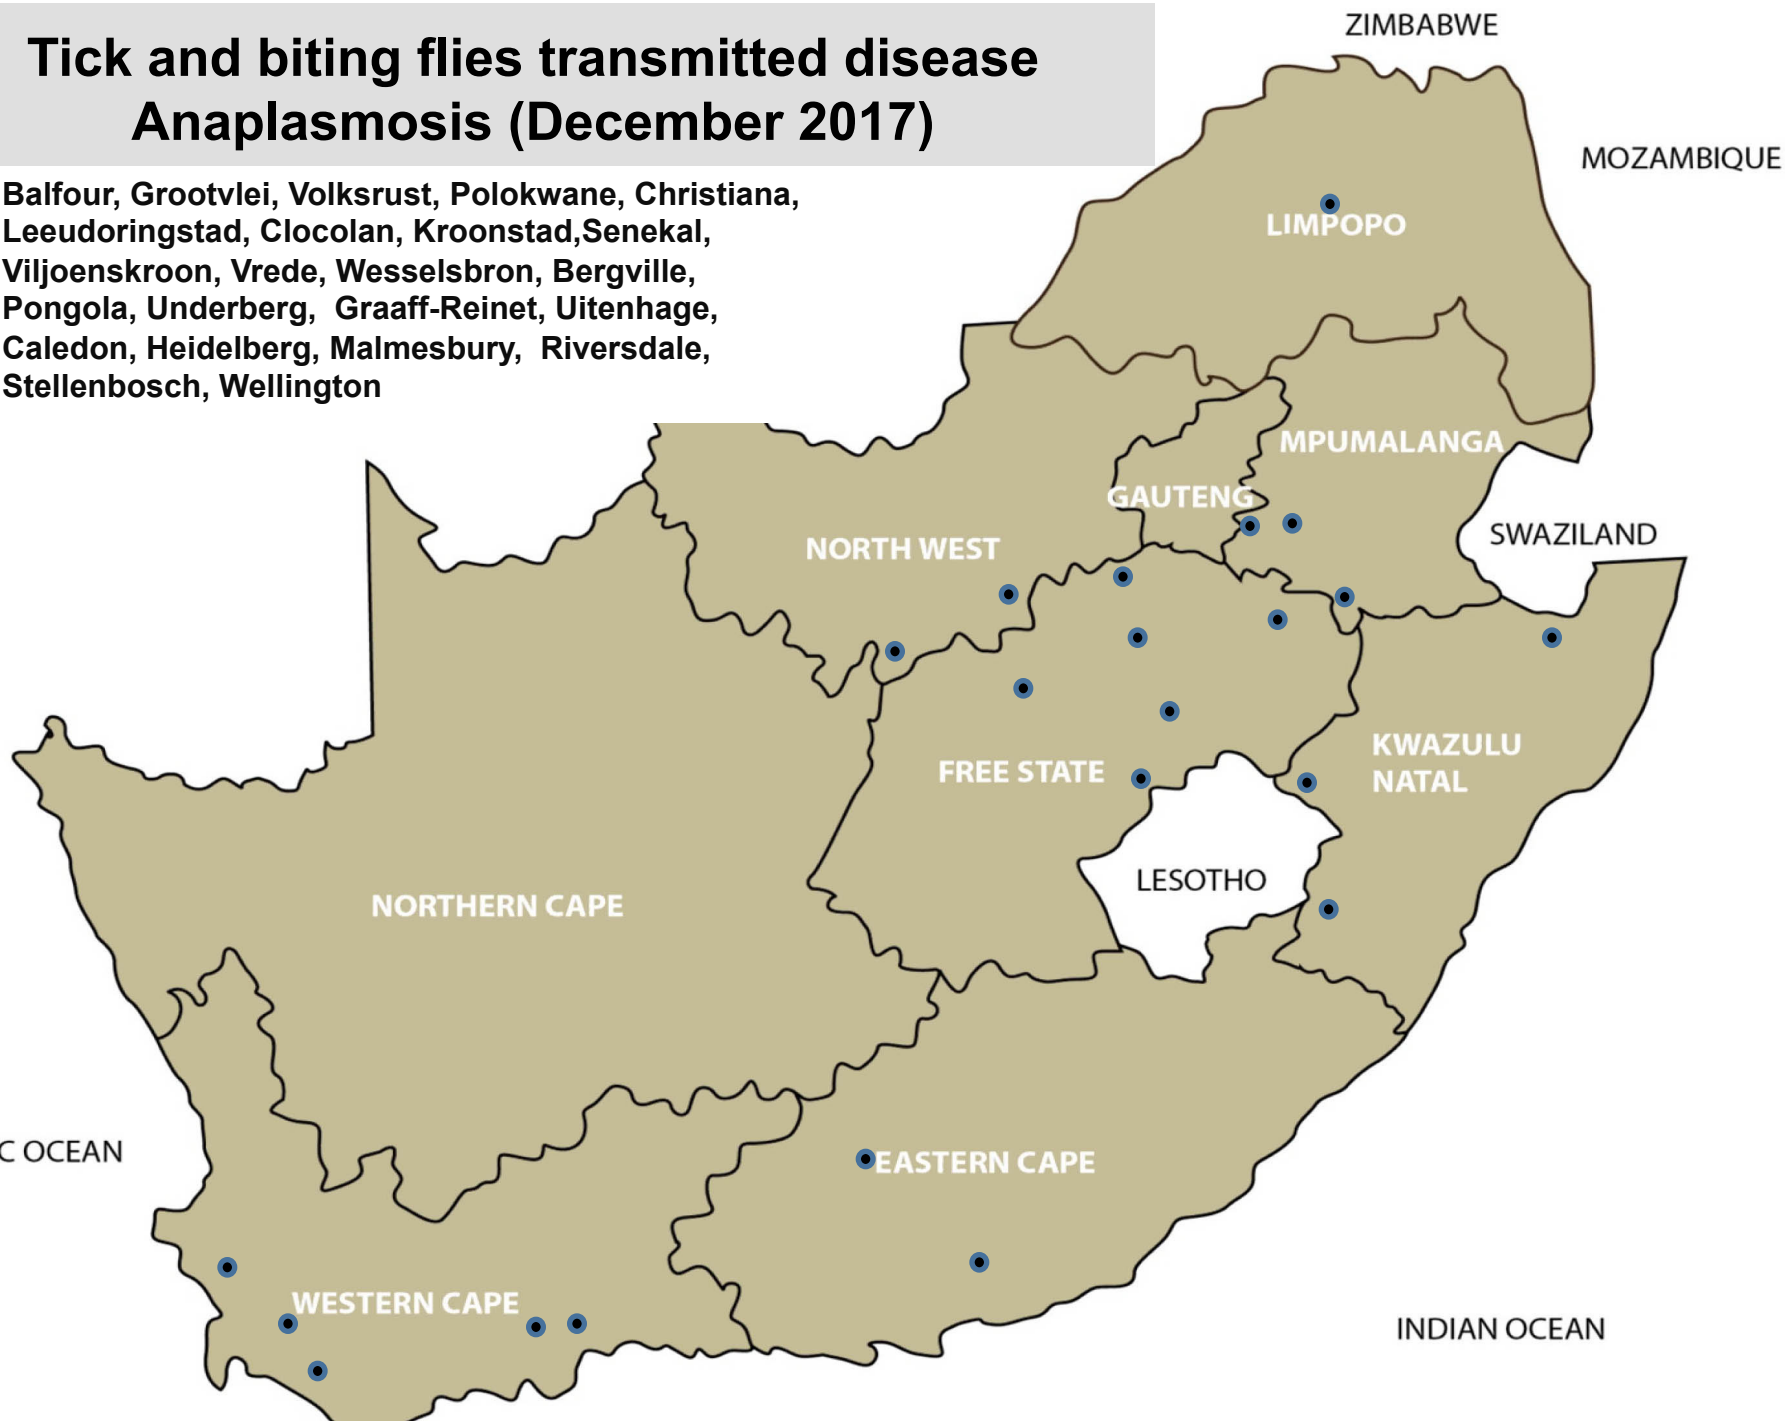 Tick and biting flies transmitted disease
Anaplasmosis (December 2017)
Balfour, Grootvlei, Volksrust, Polokwane, Christiana,
Leeudoringstad, Clocolan, Kroonstad,Senekal,
Viljoenskroon, Vrede, Wesselsbron, Bergville,
Pongola, Underberg,  Graaff-Reinet, Uitenhage,
Caledon, Heidelberg, Malmesbury,  Riversdale,
Stellenbosch, Wellington
ZIMBABWE
MOZAMBIQUE
LIMPOPO
MPUMALANGA
GAUTENG
SWAZILAND
NORTH WEST
KWAZULU
NATAL
FREE STATE
LESOTHO
NORTHERN CAPE
C OCEAN
EASTERN CAPE
WESTERN CAPE
INDIAN OCEAN